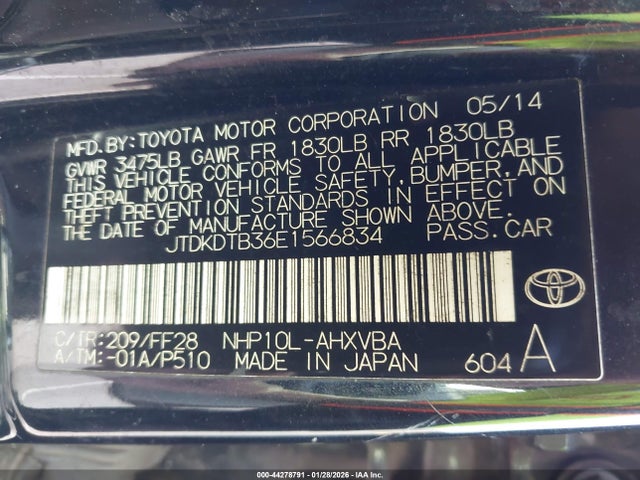 MFD.BY:TOYOTA MOTOR CORPORATION 05/14
GVWR 3475LB GAWR FR 1830LB RR 1830LB
THIS VEHICLE CONFORMS TO ALL APPLICABLE
FEDERAL MOTOR VEHICLE SAFETY, BUMPER, AND
THEFT PREVENTION STANDARDS IN EFFECT ON
THE DATE OF MANUFACTURE SHOWN ABOVE.
JTDKDTB36E1566834 PASS.CAR
C/TR:209/FF28 NHP10L-AHXVBA
A/TM:-01A/P510 MADE IN JAPAN 604 A
000-44278791 - 01/28/2026 - IAA Inc.